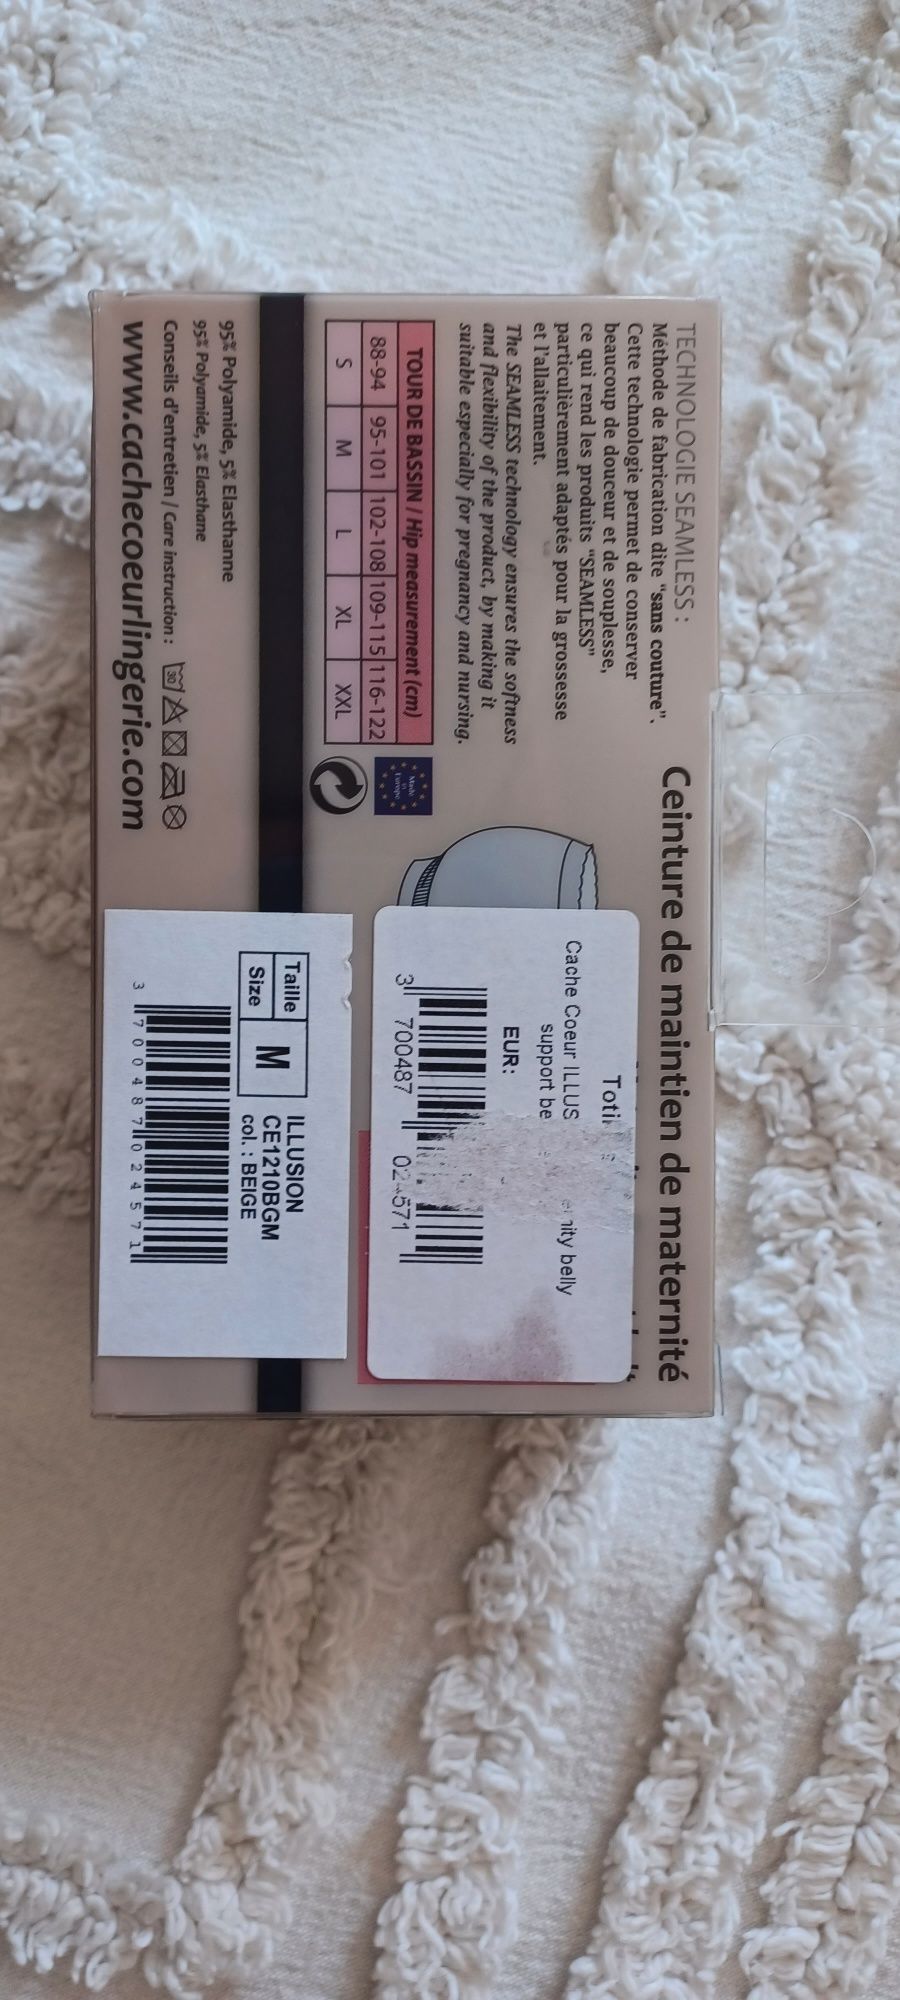 Ceinture de maintien de maternité
TECHNOLOGIE SEAMLESS :
Méthode de fabrication dite "sans couture".
Cette technologie permet de conserver
beaucoup de douceur et de souplesse,
ce qui rend les produits "SEAMLESS"
particulièrement adaptés pour la grossesse
et l'allaitement.
The SEAMLESS technology ensures the softness
and flexibility of the product, by making it
suitable especially for pregnancy and nursing.
TOUR DE BASSIN / Hip measurement (cm)
88-94 95-101 102-108 109-115 116-122
S M L XL XXL
Made
in
Europe
95% Polyamide, 5% Elasthanne
95% Polyamide, 5% Elasthane
Conseils d'entretien / Care instruction :
30
www.cachecoeurlingerie.com
Cache Coeur ILLUS
support belly
EUR:
3 700487
Taille
Size
M
ILLUSION
CE1210BGM
col. : BEIGE
3 700487 024571